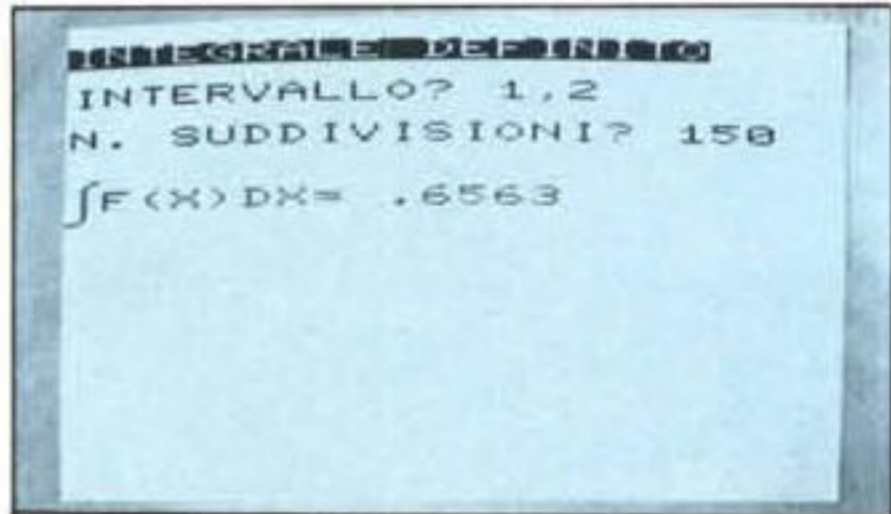 INTEGRALE DEFINITO
INTERVALLO? 1,2
N. SUDDIVISIONI? 150
∫F(X)DX= .6563